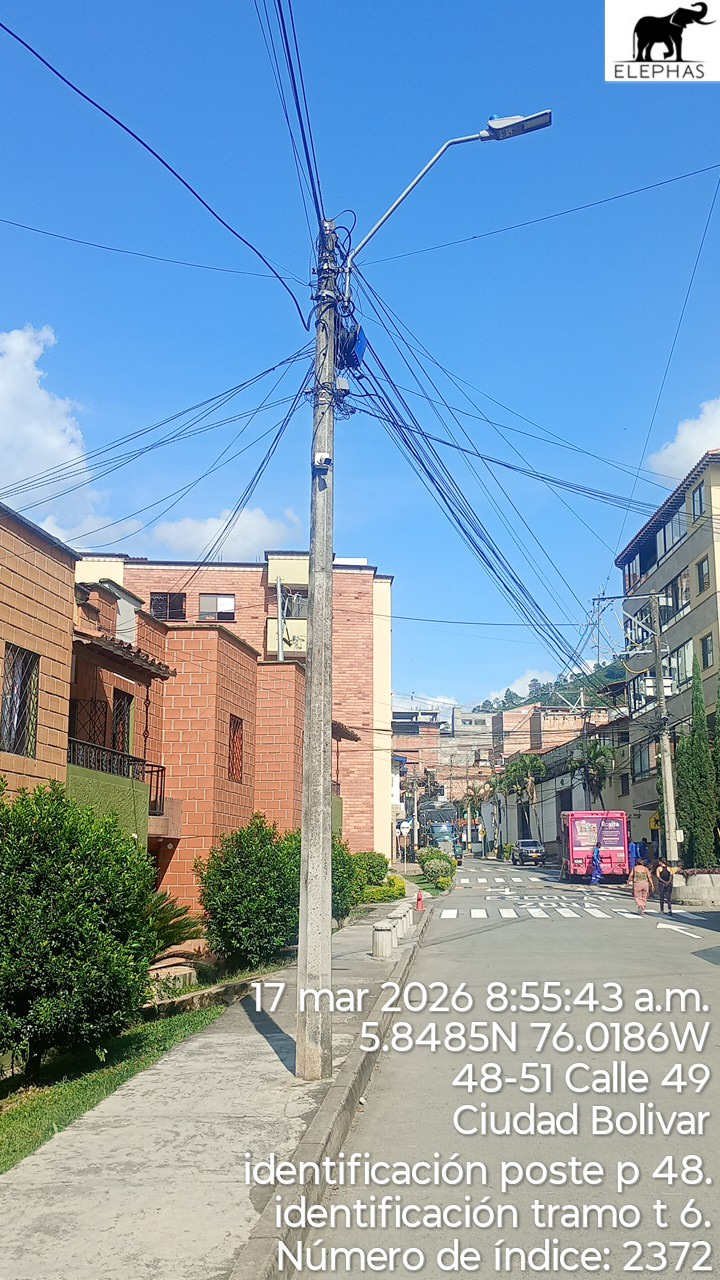 ELEPHAS
17 mar 2026 8:55:43 a.m.
5.8485N 76.0186W
48-51 Calle 49
Ciudad Bolivar
identificación poste p 48.
identificación tramo t 6.
Número de índice: 2372